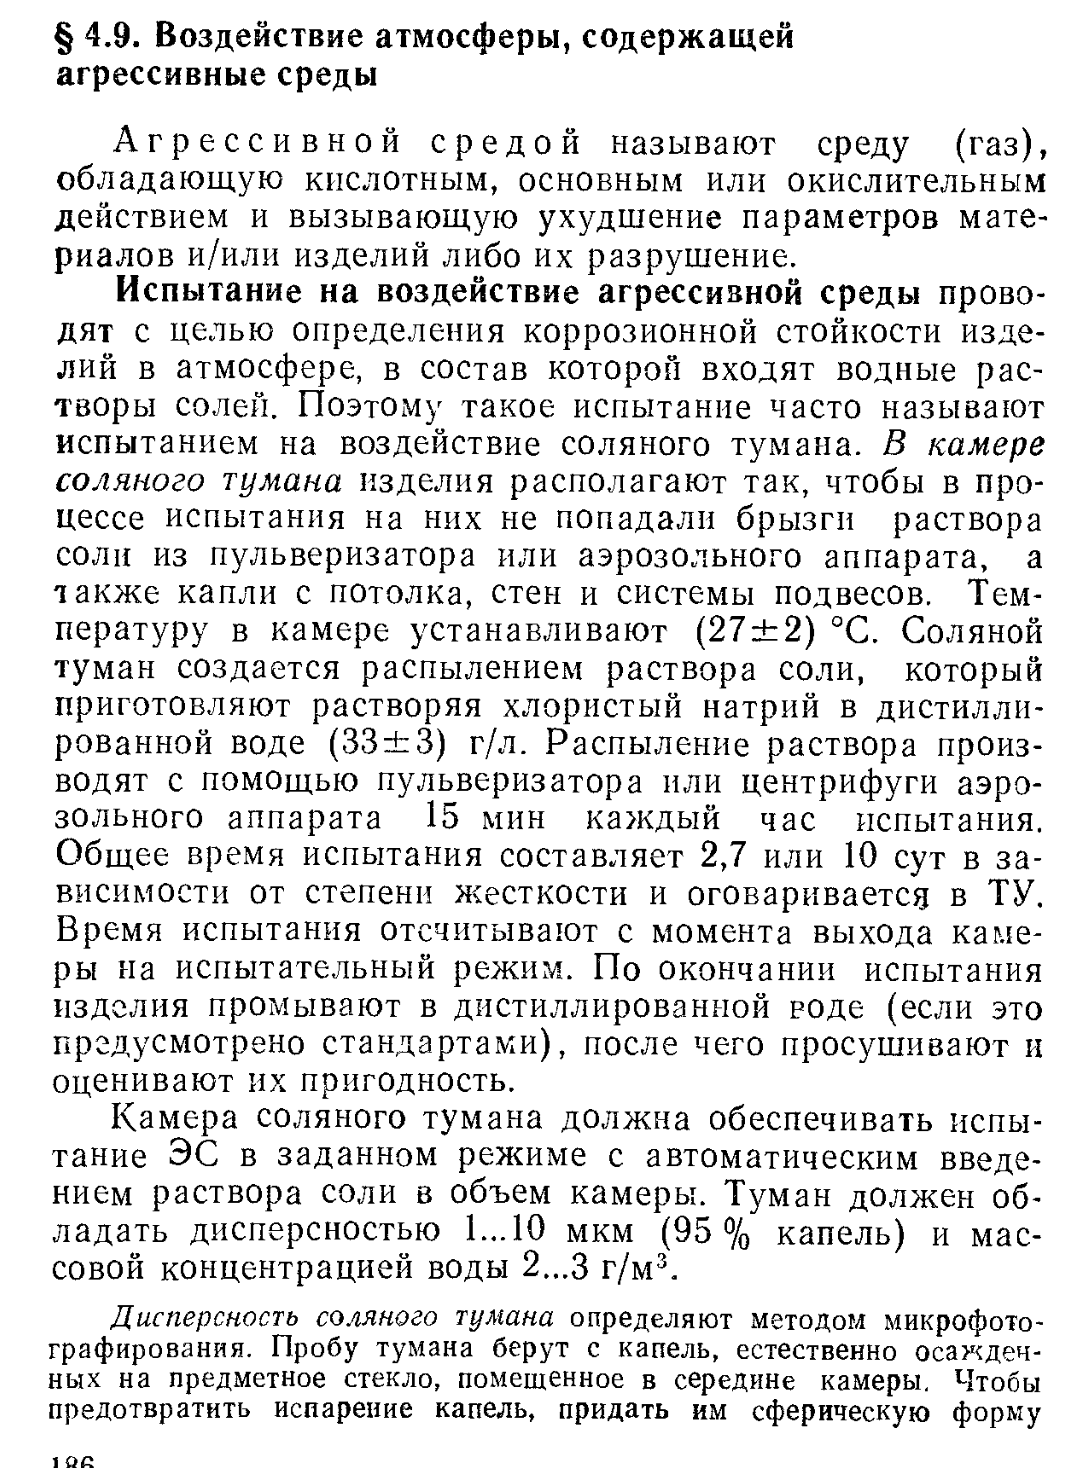 § 4.9. Воздействие атмосферы, содержащей
агрессивные среды
Агрессивной средой называют среду (газ),
обладающую кислотным, основным или окислительным
действием и вызывающую ухудшение параметров мате-
риалов и/или изделий либо их разрушение.
Испытание на воздействие агрессивной среды прово-
дят с целью определения коррозионной стойкости изде-
лий в атмосфере, в состав которой входят водные рас-
творы солей. Поэтому такое испытание часто называют
испытанием на воздействие соляного тумана. В камере
соляного тумана изделия располагают так, чтобы в про-
цессе испытания на них не попадали брызги раствора
соли из пульверизатора или аэрозольного аппарата, а
также капли с потолка, стен и системы подвесов. Тем-
пературу в камере устанавливают (27±2) °С. Соляной
туман создается распылением раствора соли, который
приготовляют растворяя хлористый натрий в дистилли-
рованной воде (33±3) г/л. Распыление раствора произ-
водят с помощью пульверизатора или центрифуги аэро-
зольного аппарата 15 мин каждый час испытания.
Общее время испытания составляет 2,7 или 10 сут в за-
висимости от степени жесткости и оговаривается в ТУ.
Время испытания отсчитывают с момента выхода каме-
ры на испытательный режим. По окончании испытания
изделия промывают в дистиллированной воде (если это
предусмотрено стандартами), после чего просушивают и
оценивают их пригодность.
Камера соляного тумана должна обеспечивать испы-
тание ЭС в заданном режиме с автоматическим введе-
нием раствора соли в объем камеры. Туман должен об-
ладать дисперсностью 1...10 мкм (95 % капель) и мас-
совой концентрацией воды 2...3 г/м³.
Дисперсность соляного тумана определяют методом микрофото-
графирования. Пробу тумана берут с капель, естественно осажден-
ных на предметное стекло, помещенное в середине камеры. Чтобы
предотвратить испарение капель, придать им сферическую форму
186